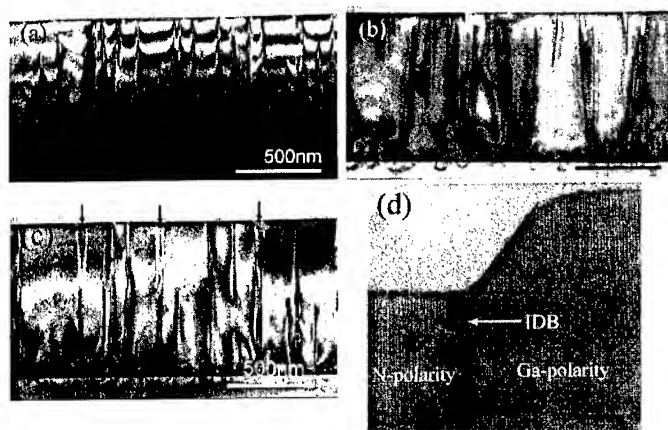 (a)
500nm
(b)
(c)
500nm
(d)
IDB
N-polarity
Ga-polarity